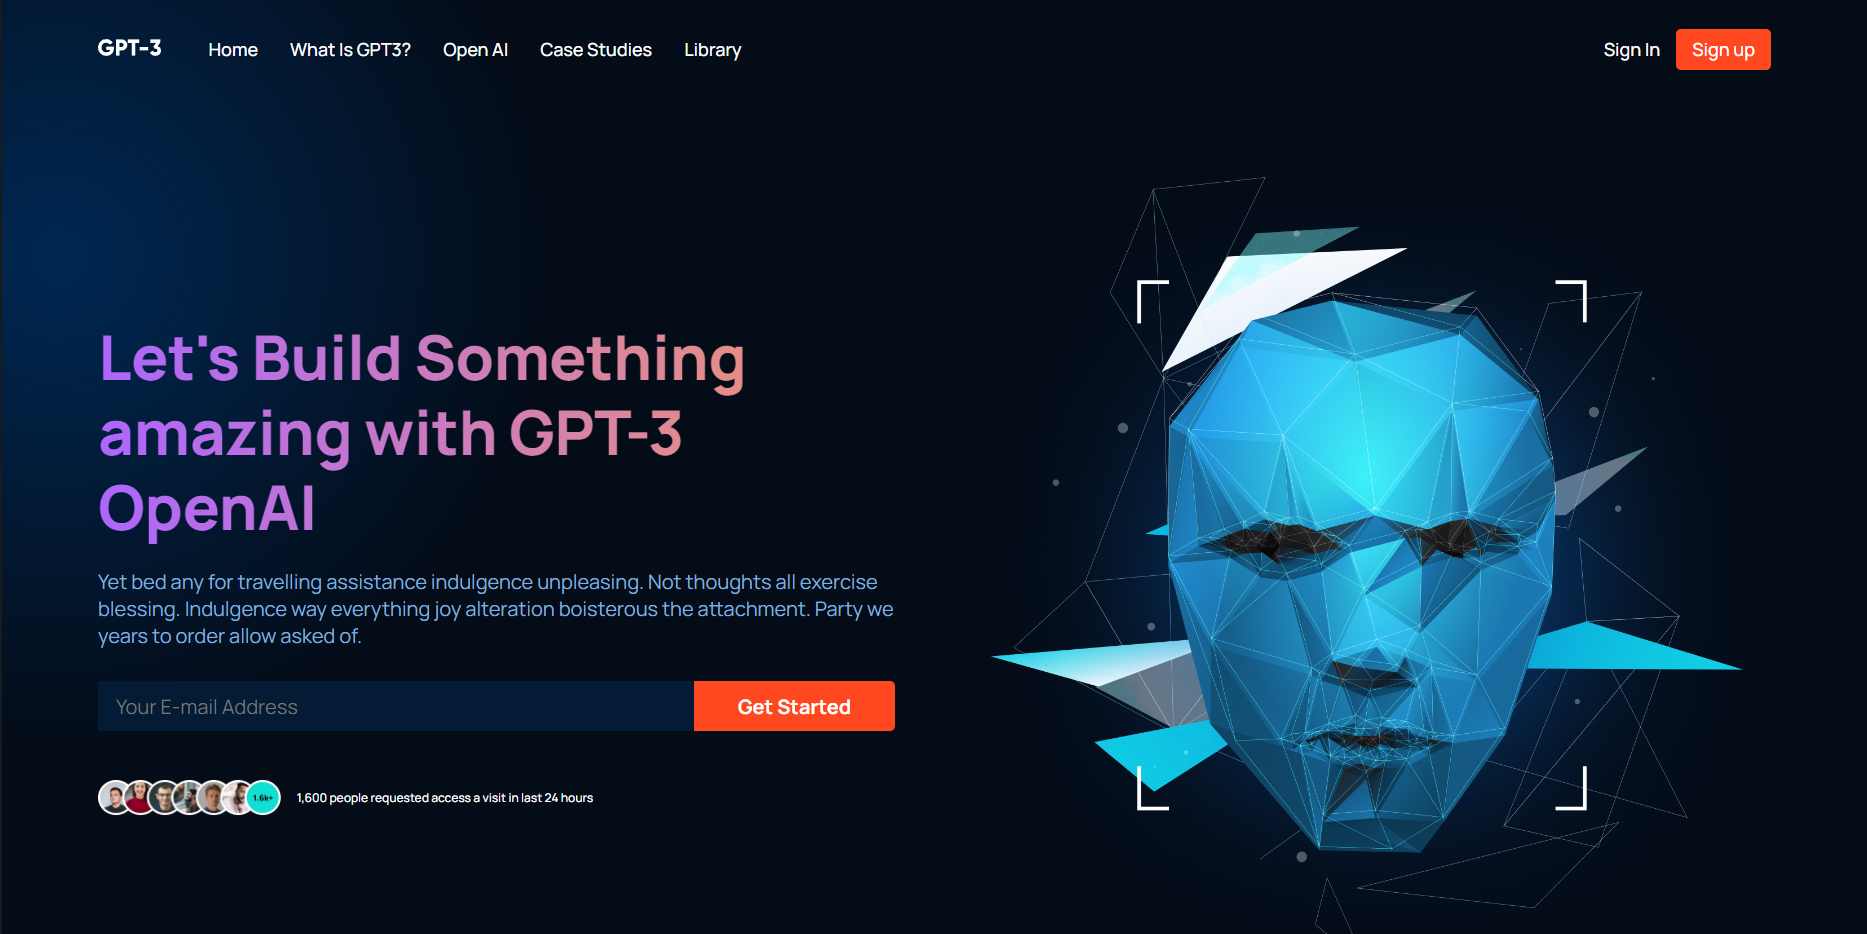 GPT-3
Home
What Is GPT3?
Open AI
Case Studies
Library
Sign In
Sign up
Let's Build Something
amazing with GPT-3
OpenAI
Yet bed any for travelling assistance indulgence unpleasing. Not thoughts all exercise
blessing. Indulgence way everything joy alteration boisterous the attachment. Party we
years to order allow asked of.
Your E-mail Address
Get Started
1.6k+
1,600 people requested access a visit in last 24 hours